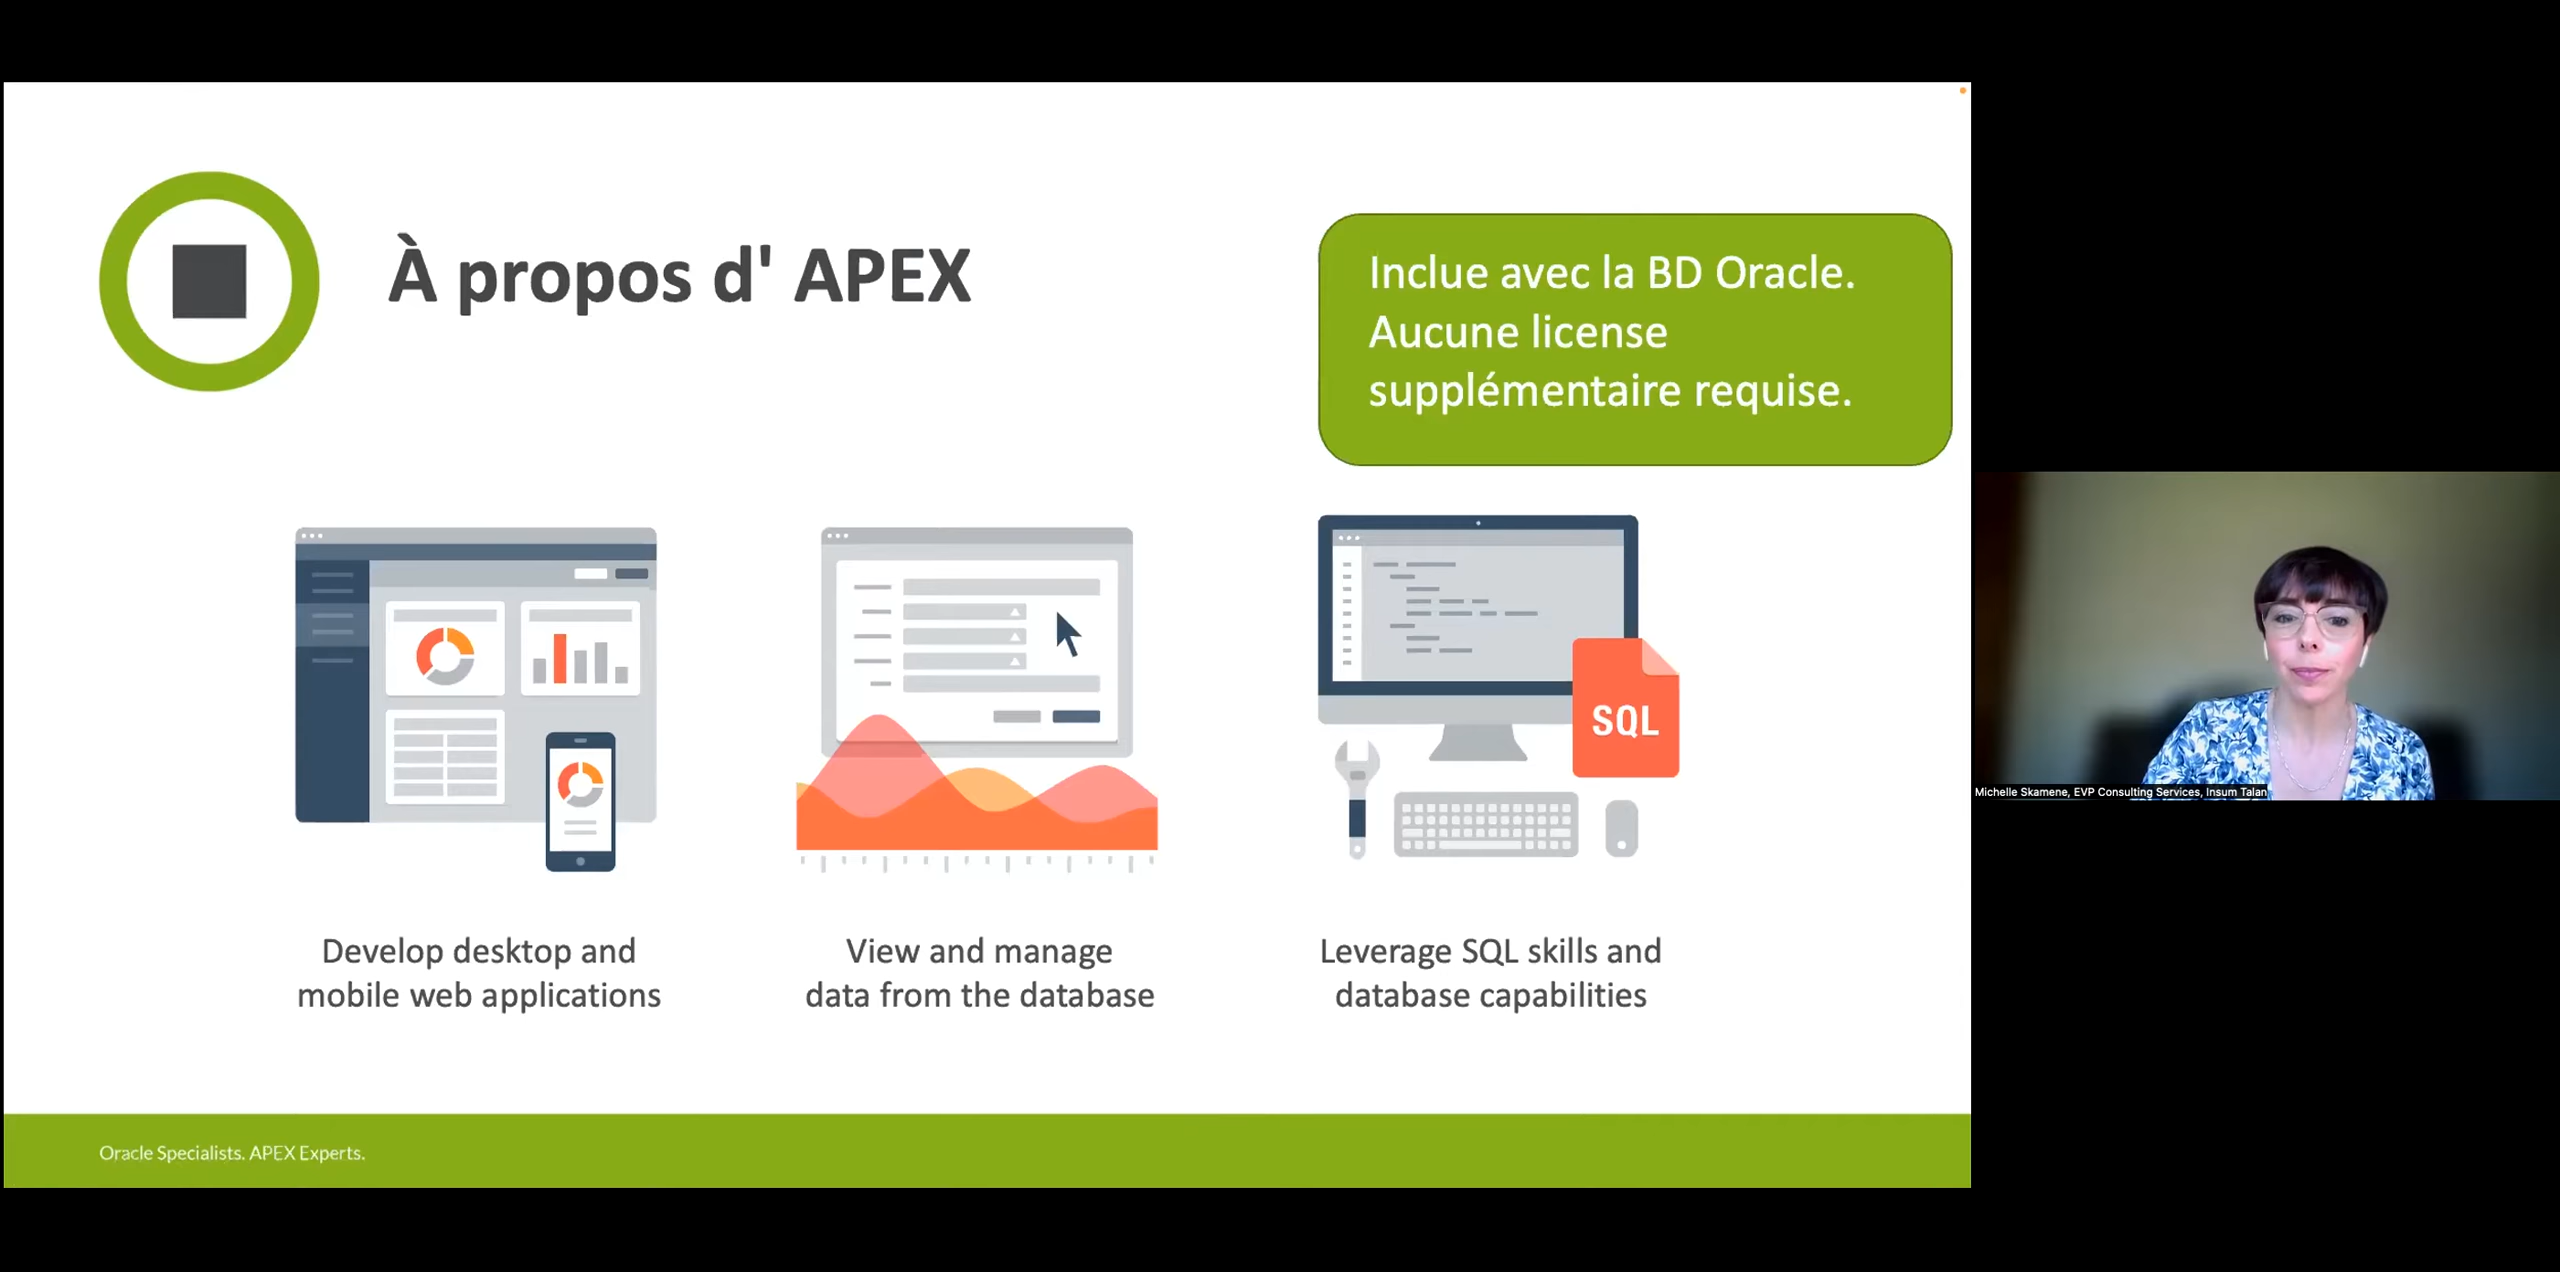 À propos d' APEX
Inclue avec la BD Oracle.
Aucune license
supplémentaire requise.
SQL
Develop desktop and
mobile web applications
View and manage
data from the database
Leverage SQL skills and
database capabilities
Oracle Specialists. APEX Experts.
Michelle Skamene, EVP Consulting Services, Insum Talan